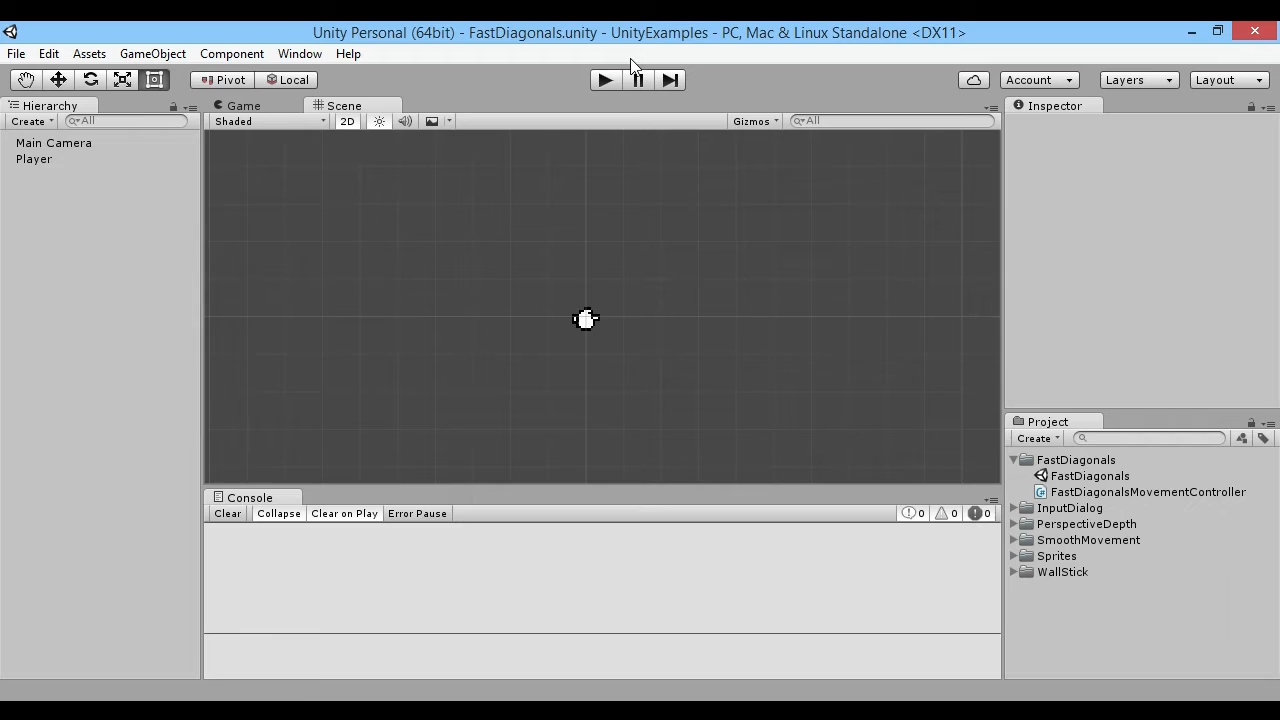 Unity Personal (64bit) - FastDiagonals.unity - UnityExamples - PC, Mac & Linux Standalone <DX11>
File Edit Assets GameObject Component Window Help
Pivot Local Account Layers Layout
Hierarchy Game Scene Inspector
Create All Shaded 2D Gizmos All
Main Camera
Player
Project
Create
FastDiagonals
FastDiagonals
FastDiagonalsMovementController
InputDialog
PerspectiveDepth
SmoothMovement
Sprites
WallStick
Console
Clear Collapse Clear on Play Error Pause 0 0 0